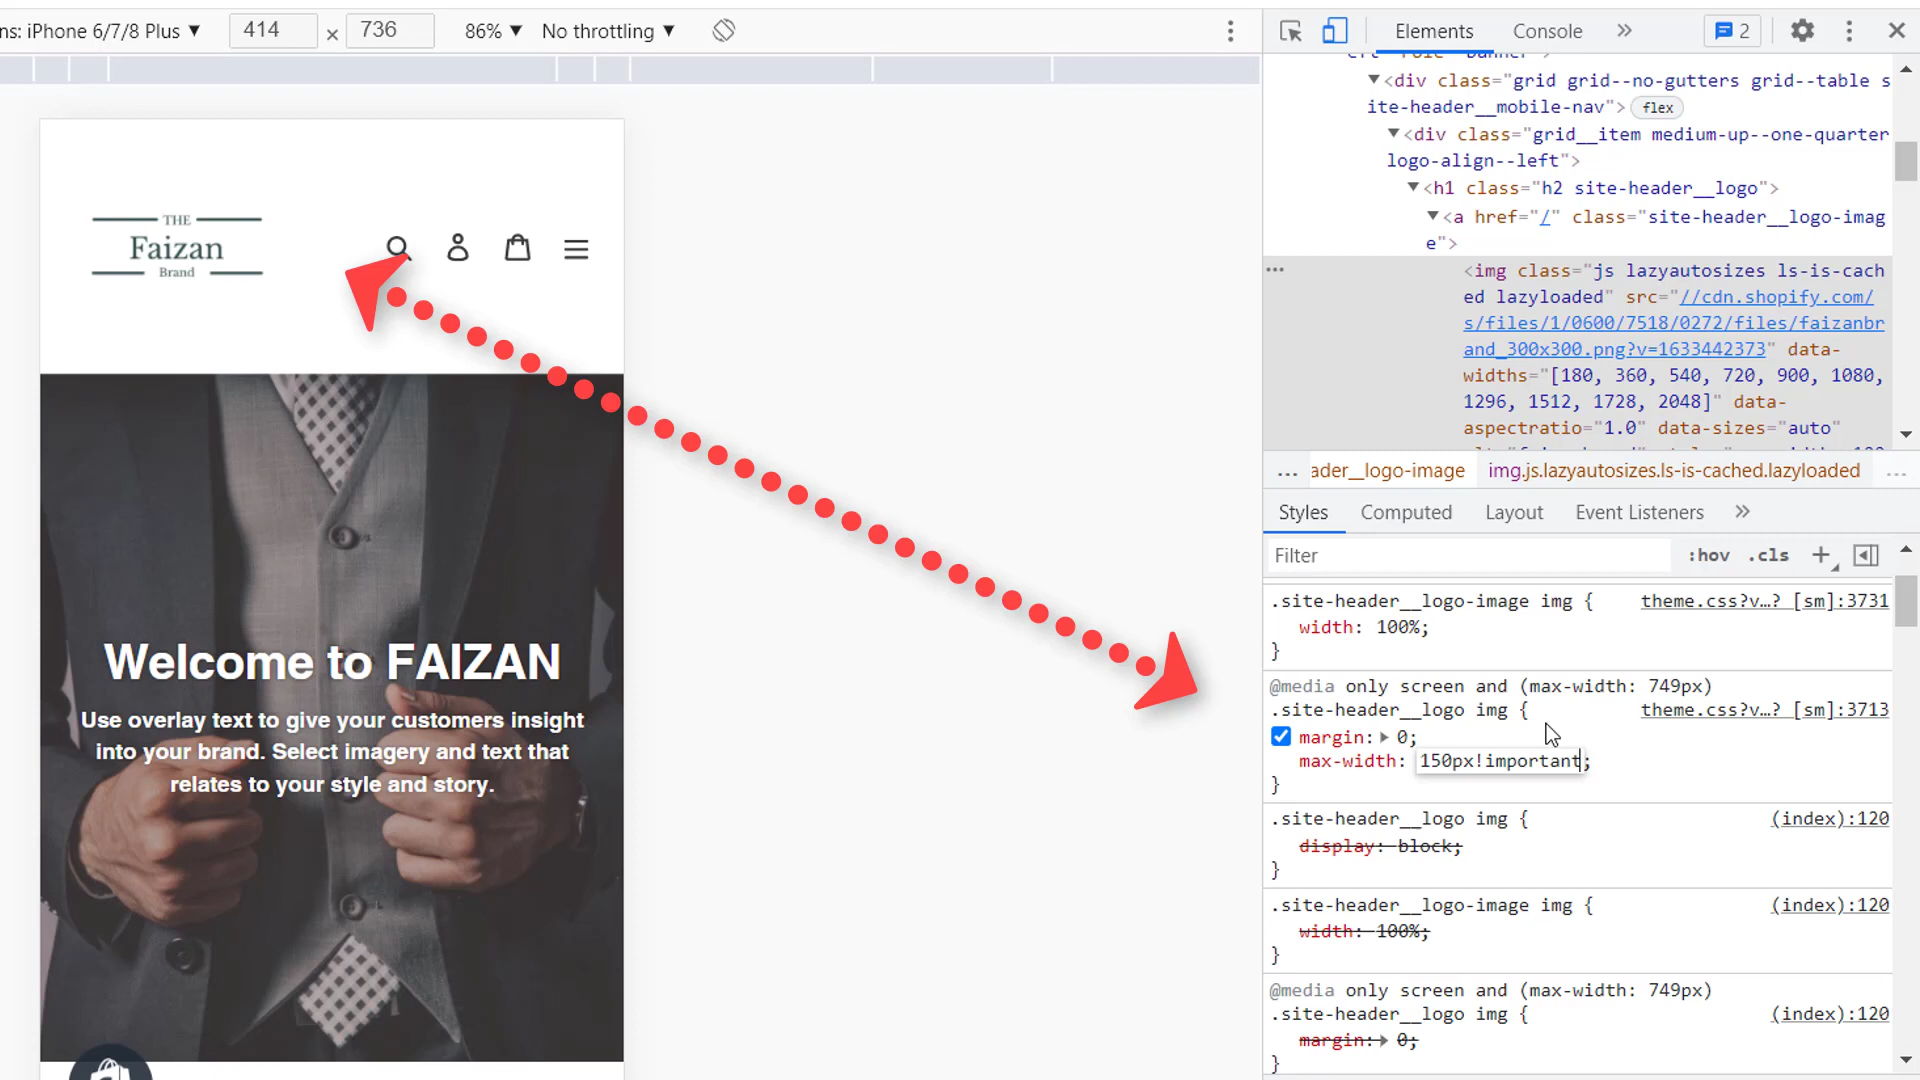 ns: iPhone 6/7/8 Plus ▼ 414 × 736 86% ▼ No throttling ▼
THE
Faizan
Brand
Welcome to FAIZAN
Use overlay text to give your customers insight
into your brand. Select imagery and text that
relates to your style and story.
Elements Console » 2
<div class="grid grid--no-gutters grid--table s
ite-header__mobile-nav"> flex
<div class="grid__item medium-up--one-quarter
logo-align--left">
<h1 class="h2 site-header__logo">
<a href="/" class="site-header__logo-imag
e">
<img class="js lazyautosizes ls-is-cach
ed lazyloaded" src="//cdn.shopify.com/
s/files/1/0600/7518/0272/files/faizanbr
and_300x300.png?v=1633442373" data-
widths="[180, 360, 540, 720, 900, 1080,
1296, 1512, 1728, 2048]" data-
aspectratio="1.0" data-sizes="auto"
... ader__logo-image img.js.lazyautosizes.ls-is-cached.lazyloaded ...
Styles Computed Layout Event Listeners »
Filter :hov .cls +
.site-header__logo-image img { theme.css?v…? [sm]:3731
width: 100%;
}
@media only screen and (max-width: 749px)
.site-header__logo img { theme.css?v…? [sm]:3713
margin: 0;
max-width: 150px!important;
}
.site-header__logo img { (index):120
display: block;
}
.site-header__logo-image img { (index):120
width: 100%;
}
@media only screen and (max-width: 749px)
.site-header__logo img { (index):120
margin: 0;
}